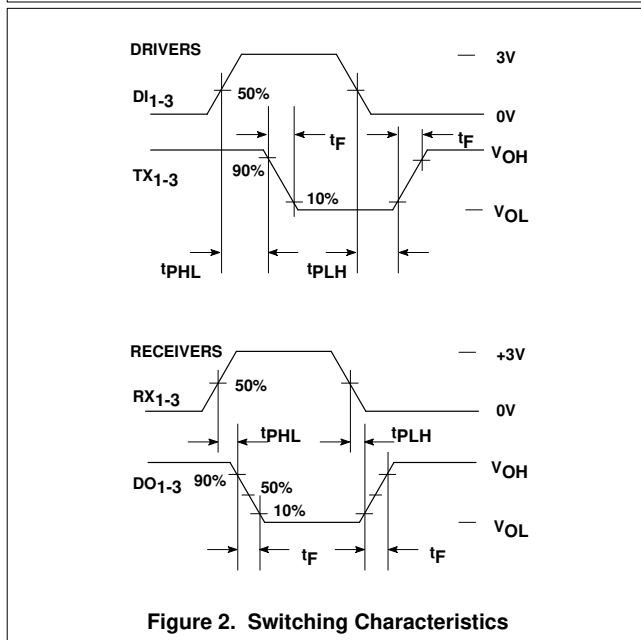 DRIVERS
3V
DI1-3
50%
0V
tF
tF
VOH
TX1-3
90%
10%
VOL
tPHL
tPLH
RECEIVERS
+3V
RX1-3
50%
0V
tPHL
tPLH
VOH
DO1-3
90%
50%
10%
VOL
tF
tF
Figure 2. Switching Characteristics